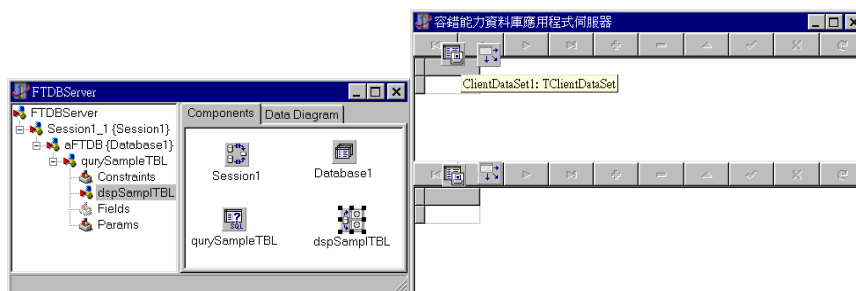 容錯能力資料庫應用程式伺服器
ClientDataSet1: TClientDataSet
FTDBServer
FTDBServer
Session1_1 {Session1}
aFTDB {Database1}
qurySampleTBL
Constraints
dspSamplTBL
Fields
Params
Components
Data Diagram
Session1
Database1
SQL
qurySampleTBL
dspSamplTBL